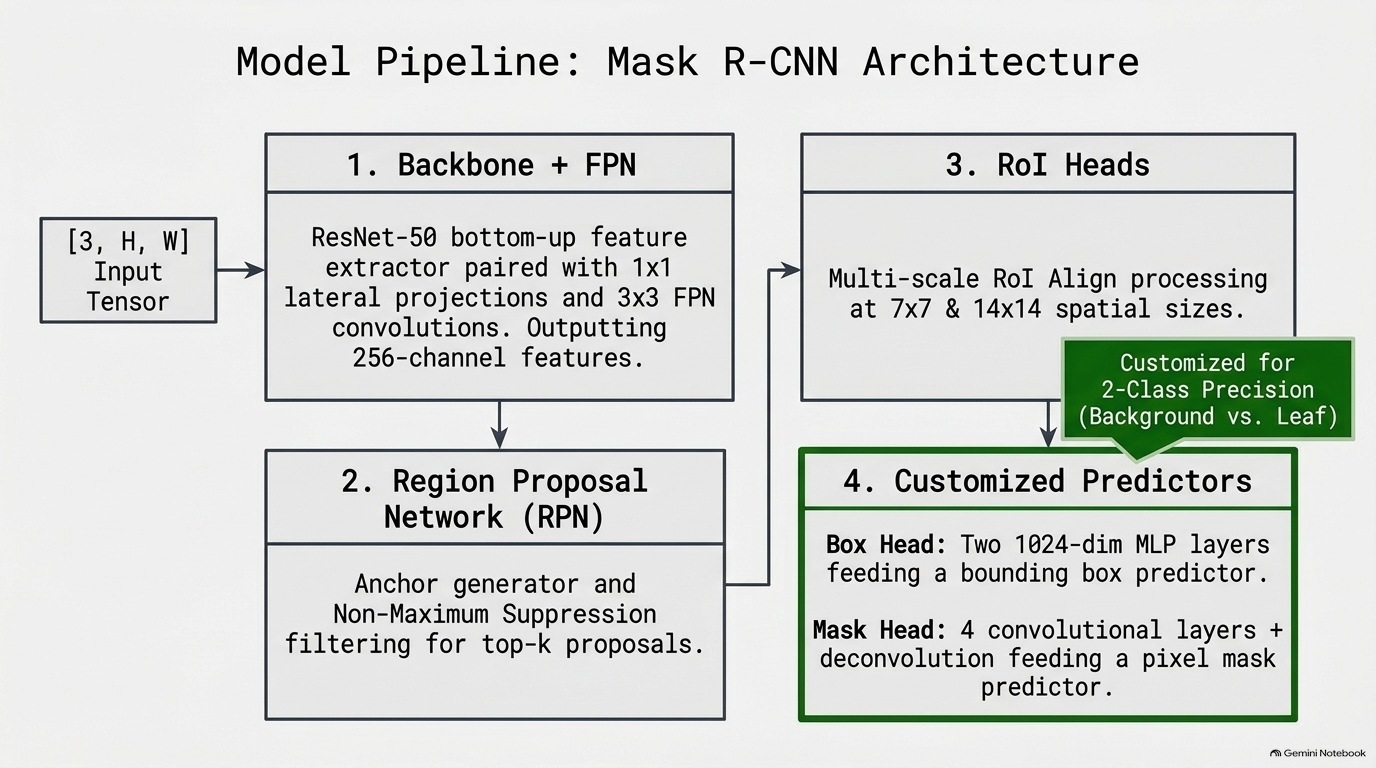 Model Pipeline: Mask R-CNN Architecture
[3, H, W]
Input
Tensor
1. Backbone + FPN
ResNet-50 bottom-up feature
extractor paired with 1x1
lateral projections and 3x3 FPN
convolutions. Outputting
256-channel features.
2. Region Proposal
Network (RPN)
Anchor generator and
Non-Maximum Suppression
filtering for top-k proposals.
3. RoI Heads
Multi-scale RoI Align processing
at 7x7 & 14x14 spatial sizes.
Customized for
2-Class Precision
(Background vs. Leaf)
4. Customized Predictors
Box Head: Two 1024-dim MLP layers
feeding a bounding box predictor.
Mask Head: 4 convolutional layers +
deconvolution feeding a pixel mask
predictor.
Gemini Notebook